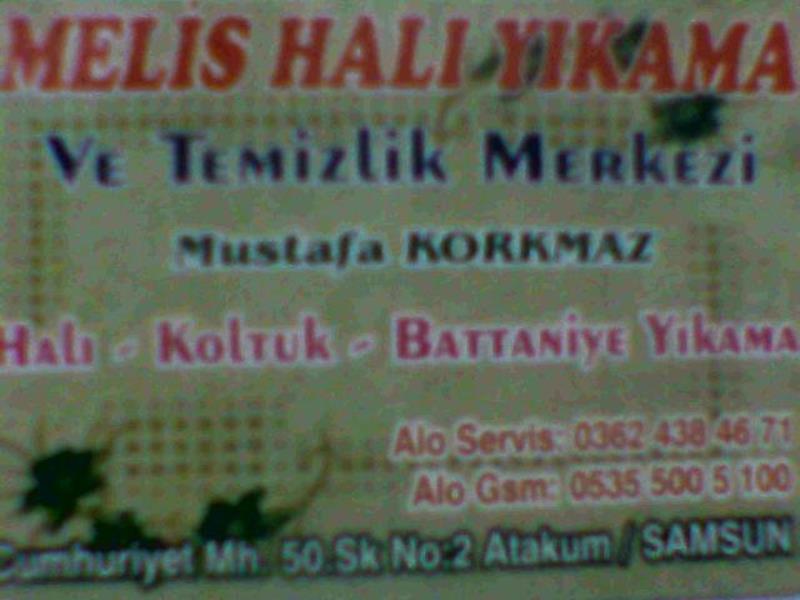 MELİS HALI YIKAMA
Ve Temizlik Merkezi
Mustafa KORKMAZ
Halı - Koltuk - Battaniye Yıkama
Alo Servis: 0362 438 46 71
Alo Gsm: 0535 500 5 100
Cumhuriyet Mh. 50.Sk No:2 Atakum / SAMSUN